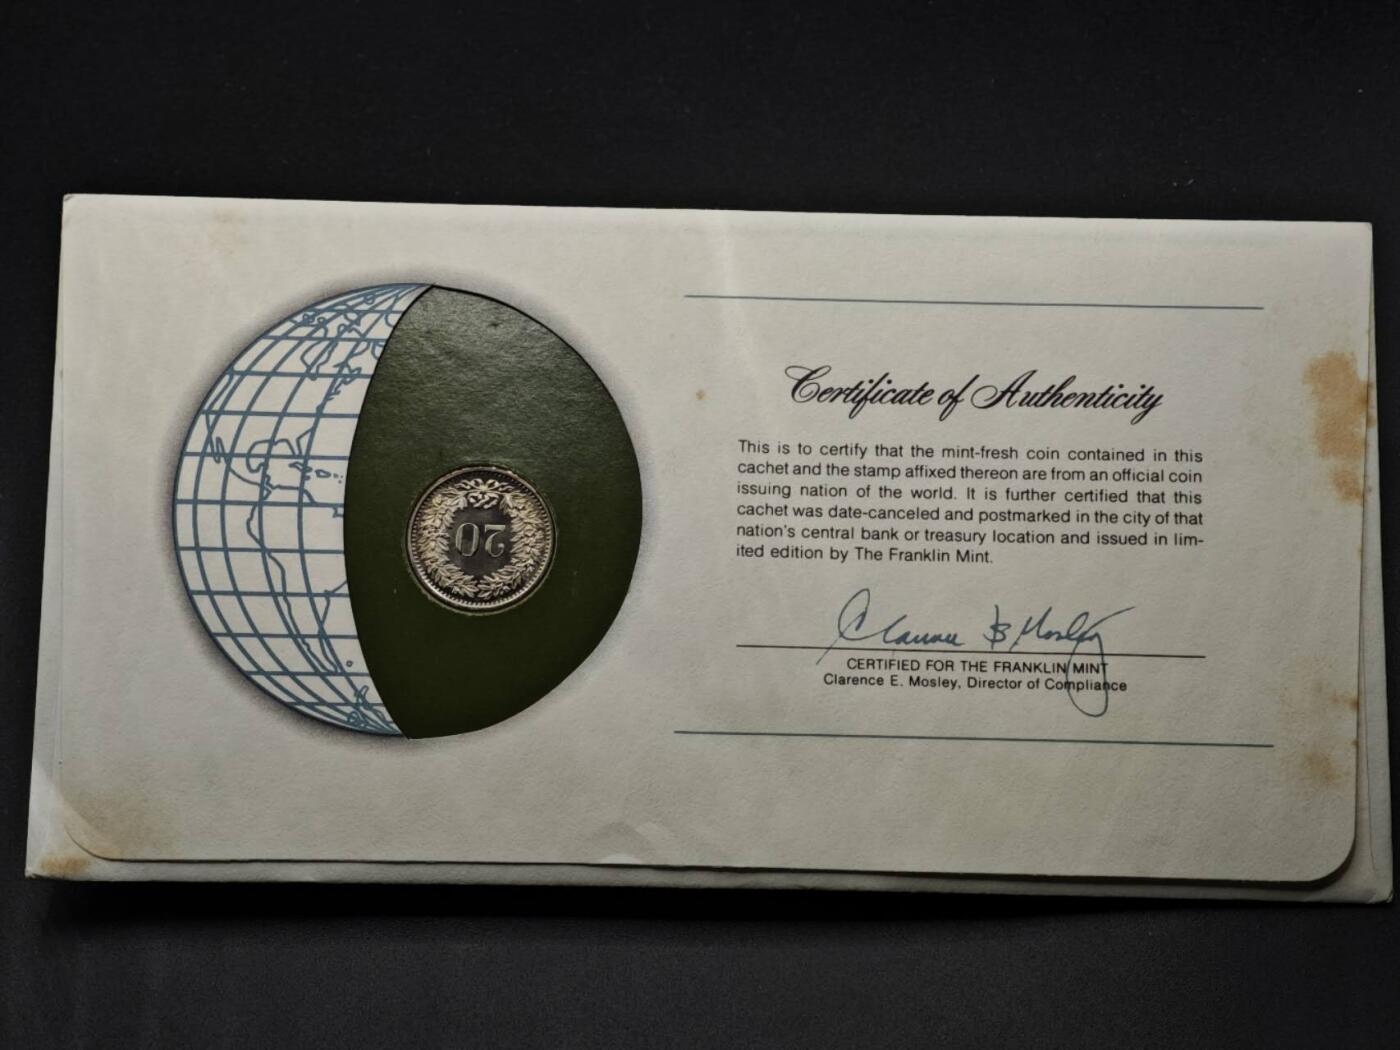 Certificate of Authenticity
This is to certify that the mint-fresh coin contained in this
cachet and the stamp affixed thereon are from an official coin
issuing nation of the world. It is further certified that this
cachet was date-canceled and postmarked in the city of that
nation's central bank or treasury location and issued in lim-
ited edition by The Franklin Mint.
Clarence B Mosley
CERTIFIED FOR THE FRANKLIN MINT
Clarence E. Mosley, Director of Compliance
20